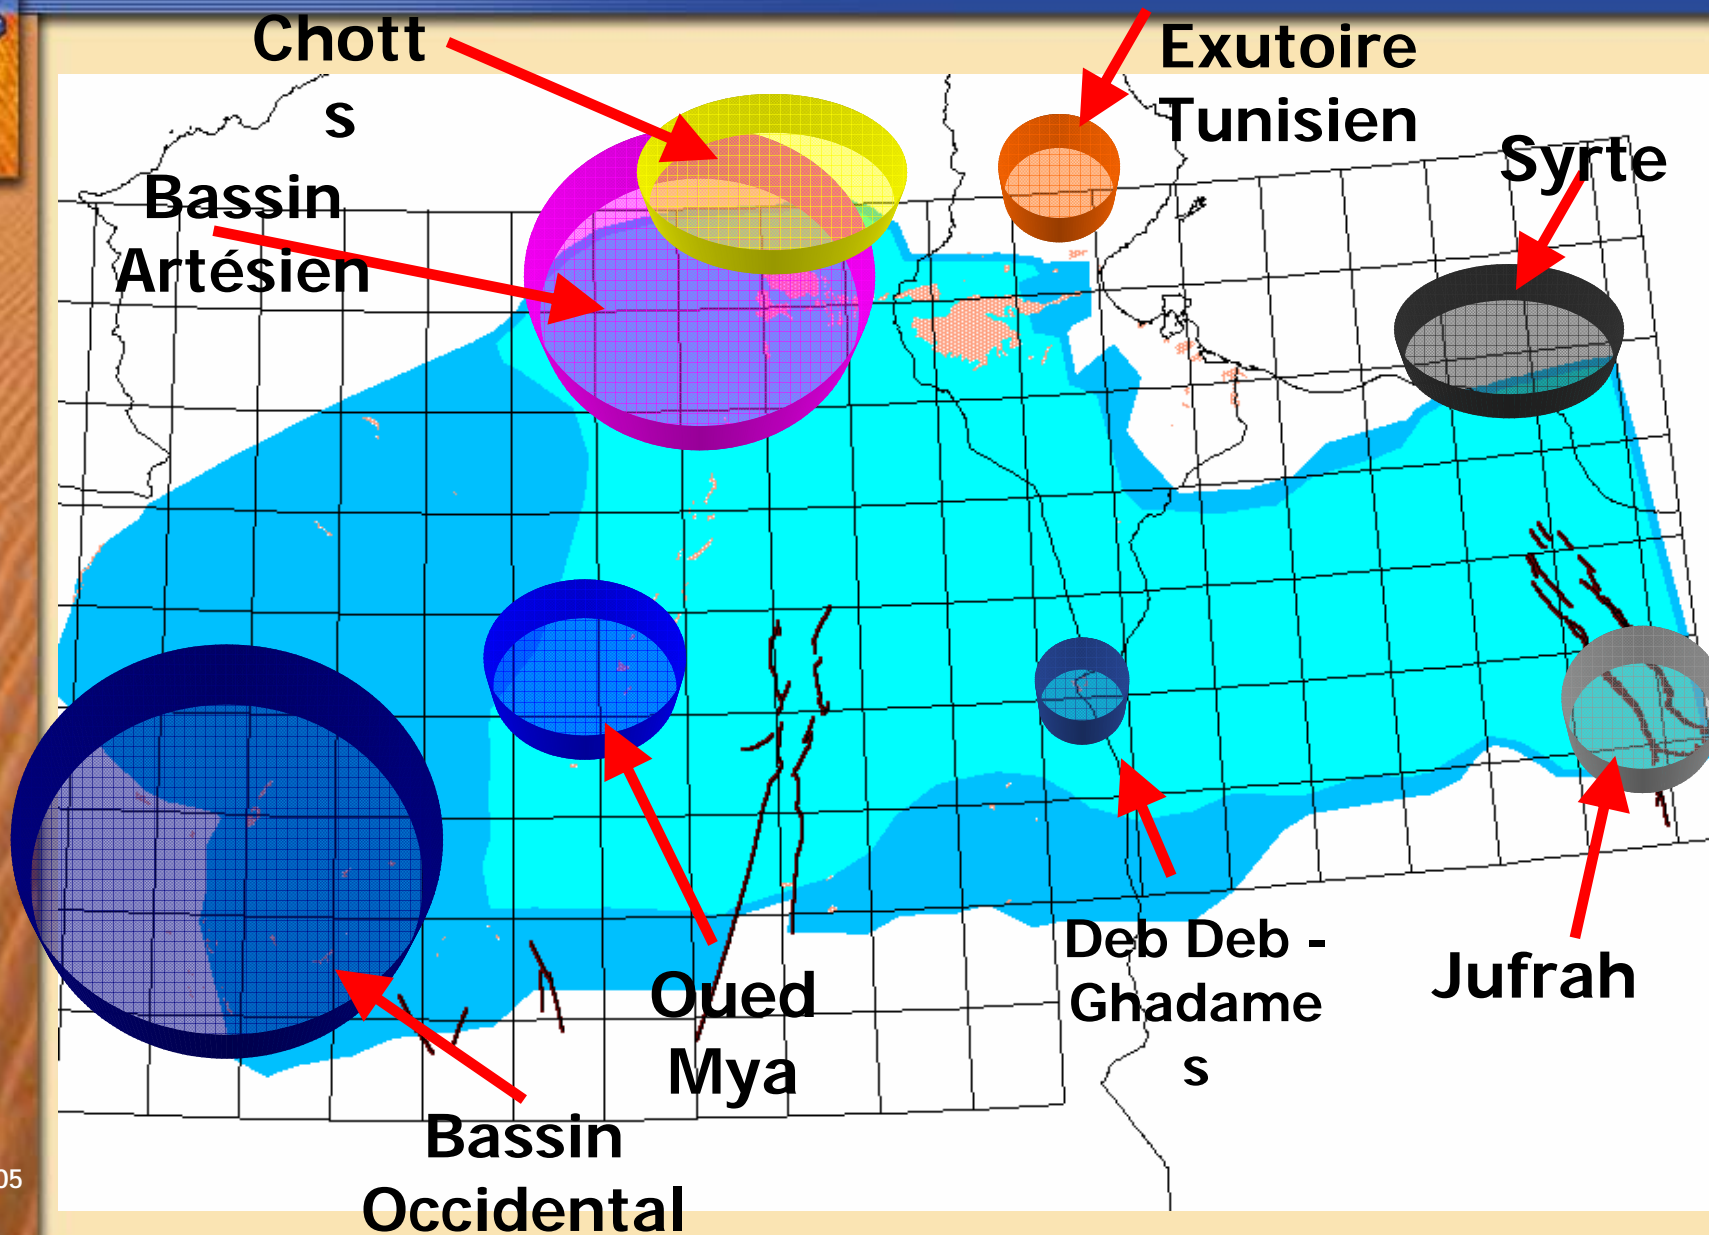 Chott
s
Exutoire
Tunisien
Syrte
Bassin
Artésien
Oued
Mya
Deb Deb -
Ghadame
s
Jufrah
Bassin
Occidental
05